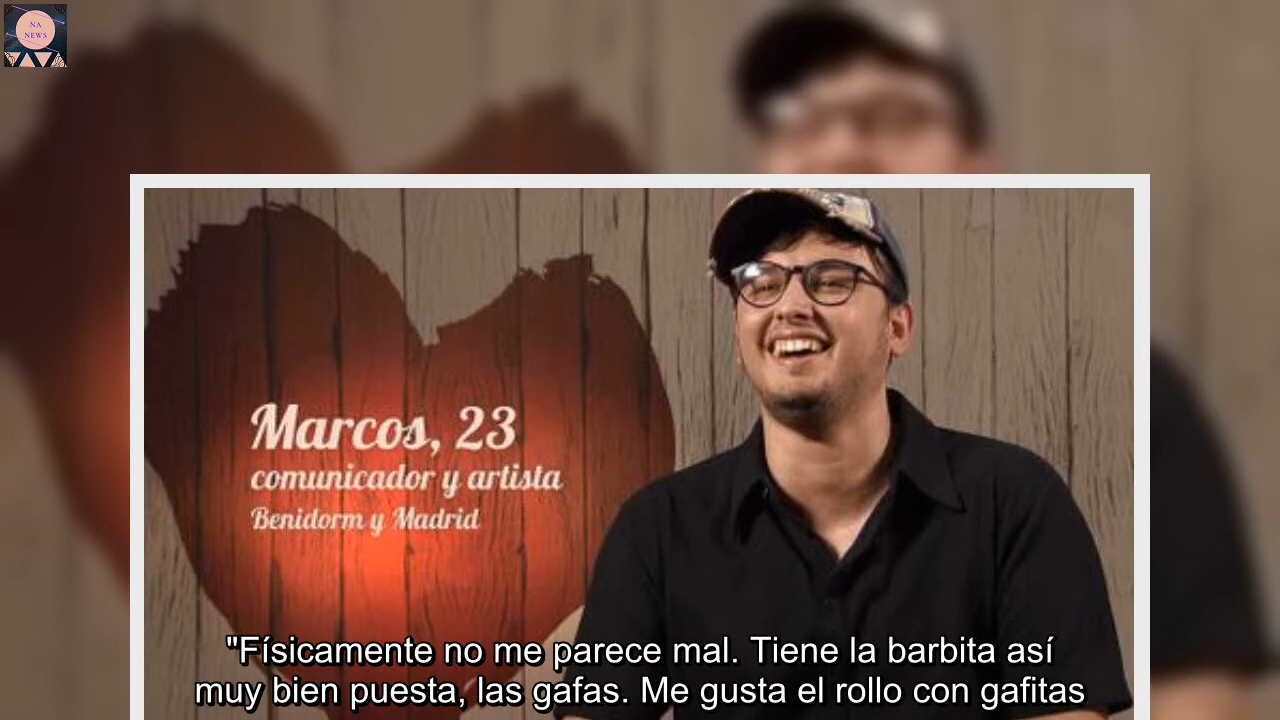 NA
NEWS
Marcos, 23
comunicador y artista
Benidorm y Madrid
"Físicamente no me parece mal. Tiene la barbita así
muy bien puesta, las gafas. Me gusta el rollo con gafitas